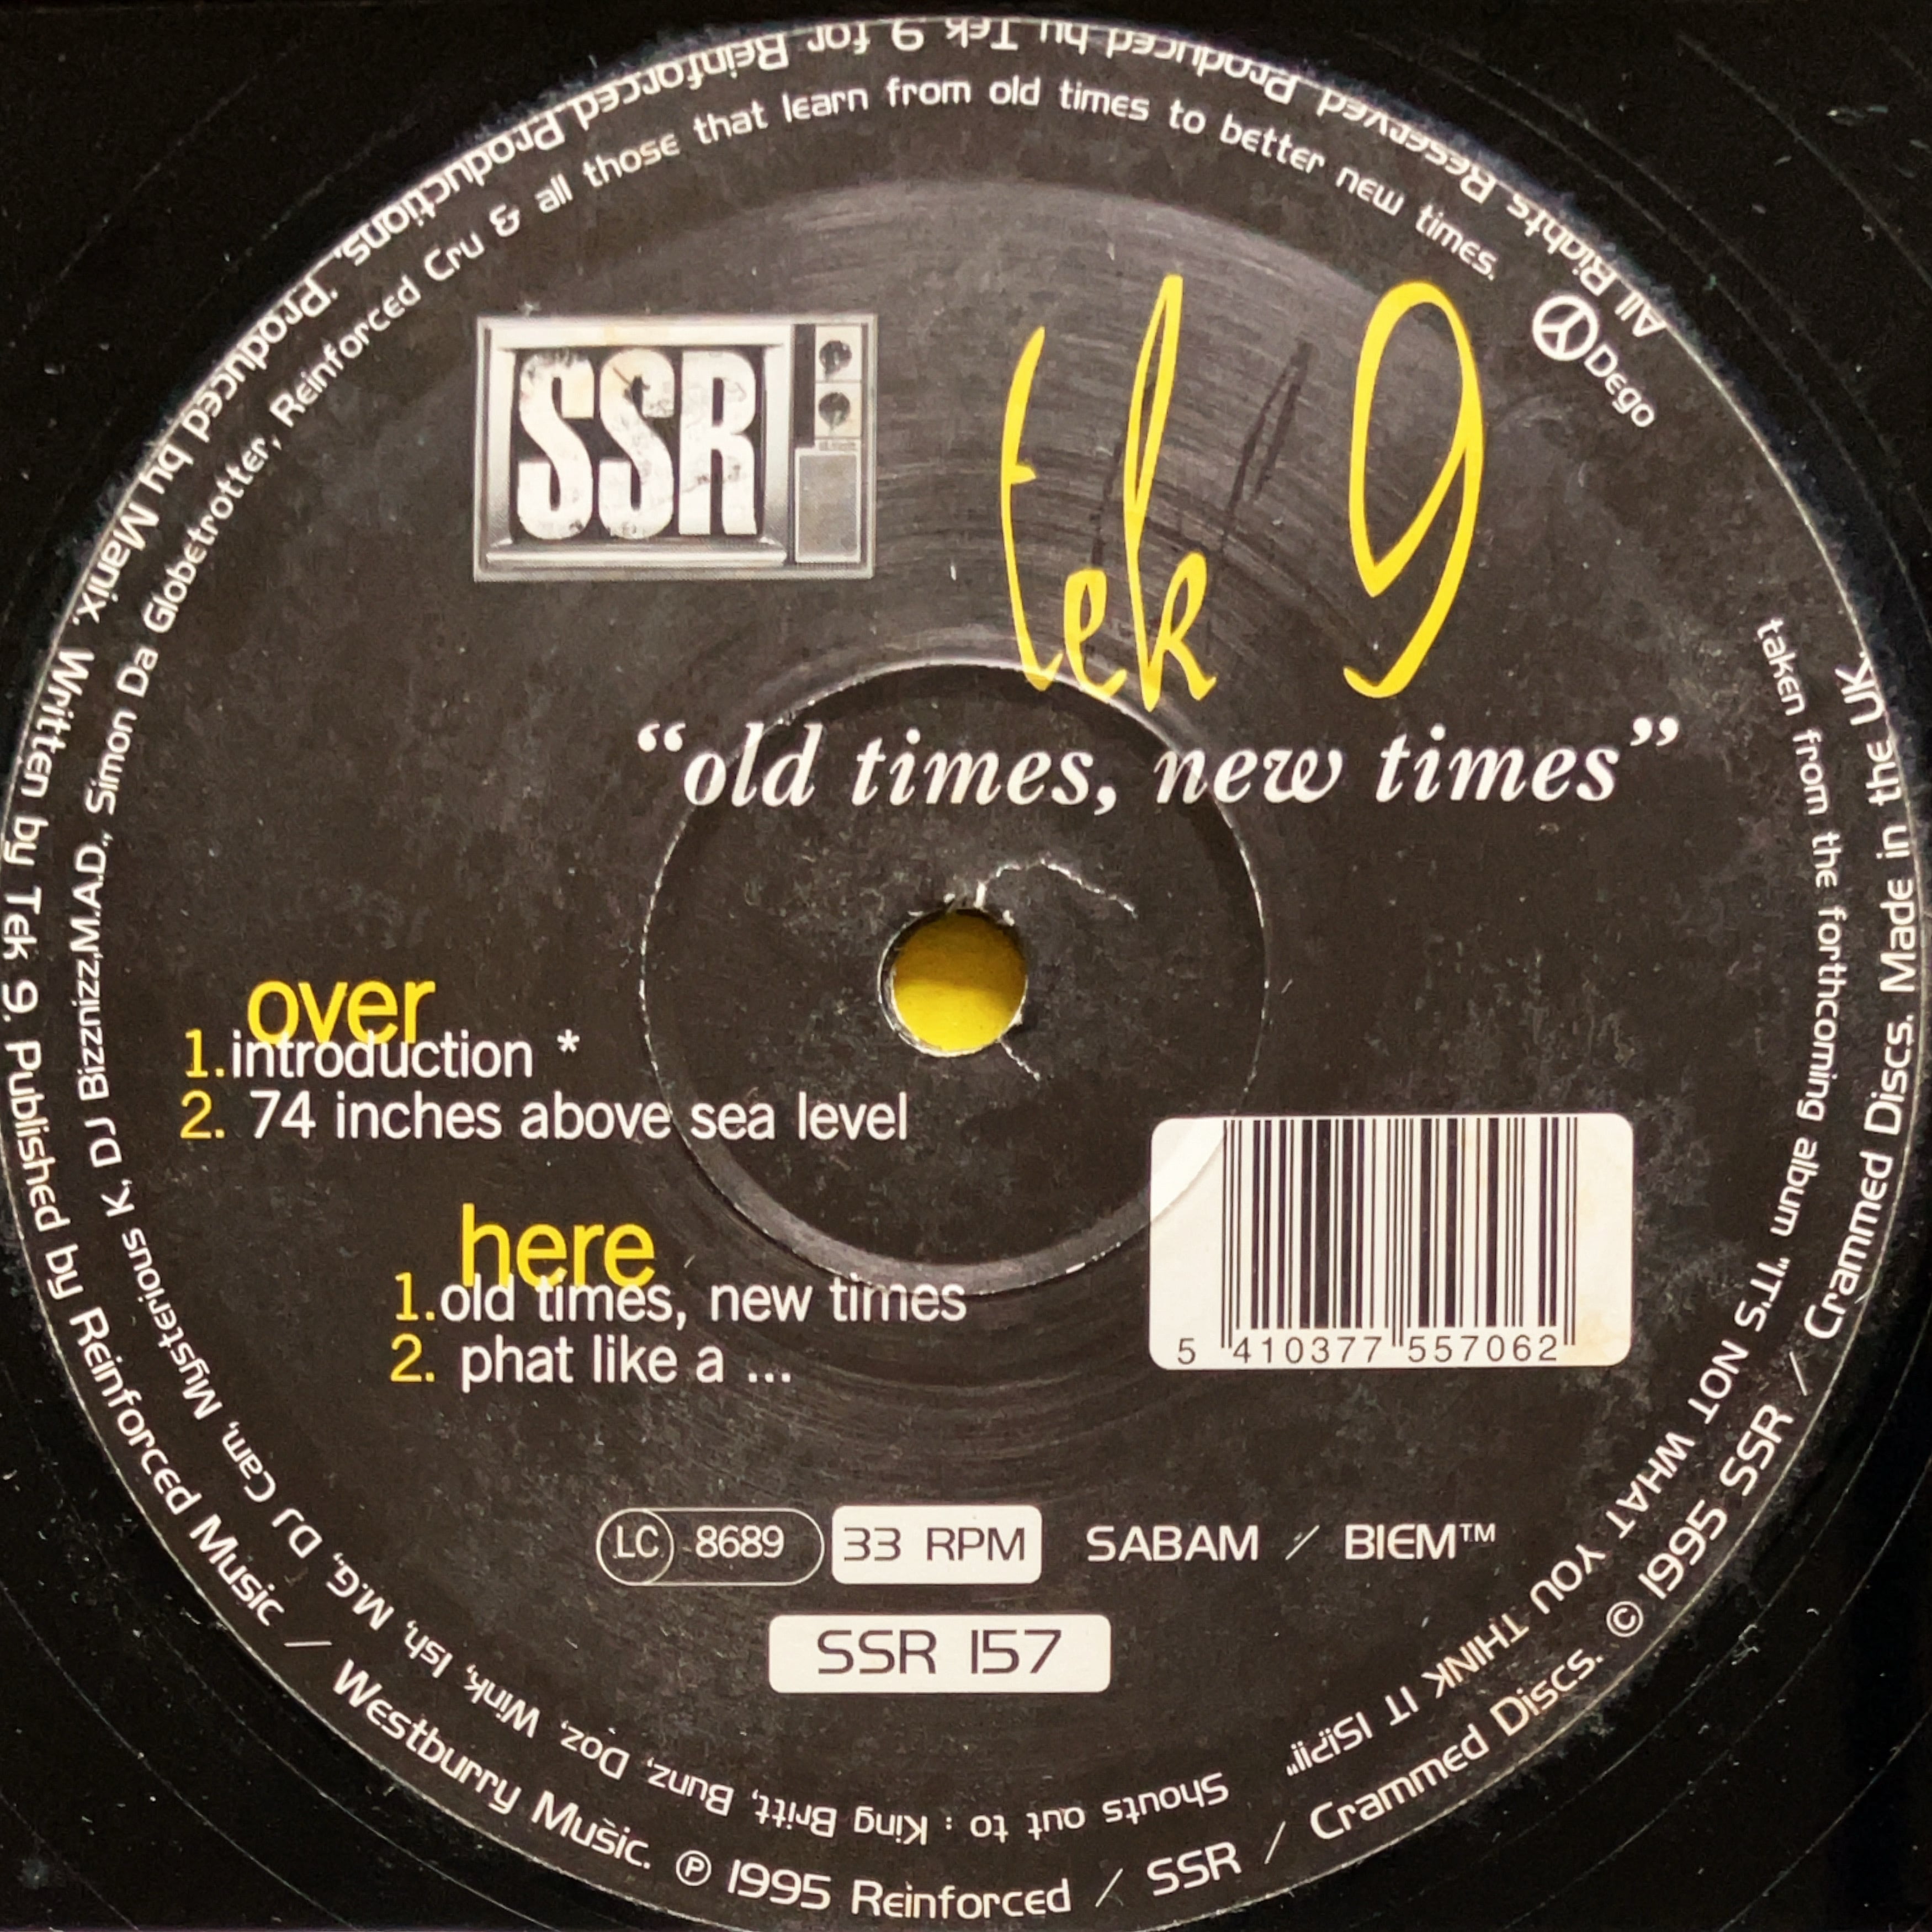 SSR
tek 9
“old times, new times”
over
1.introduction *
2. 74 inches above sea level
here
1.old times, new times
2. phat like a ...
5 410377 557062
LC 8689
33 RPM
SABAM / BIEM™
SSR 157
All Rights Reserved. Produced by Tek 9 for Reinforced Productions. Produced by Manix. Written by Tek 9. Published by Reinforced Music / Westburry Music. ℗ 1995 Reinforced / SSR / Crammed Discs. © 1995 SSR / Crammed Discs. Made in the UK.
Shouts out to : King Britt, Bunz, Doz, Wink, Ish, M.G, DJ Cam, Mysterious K, DJ Bizznizz,M.A.D., Simon Da Globetrotter, Reinforced Cru & all those that learn from old times to better new times.
Dego
taken from the forthcoming album "IT'S NOT WHAT YOU THINK IT IS!?!!"